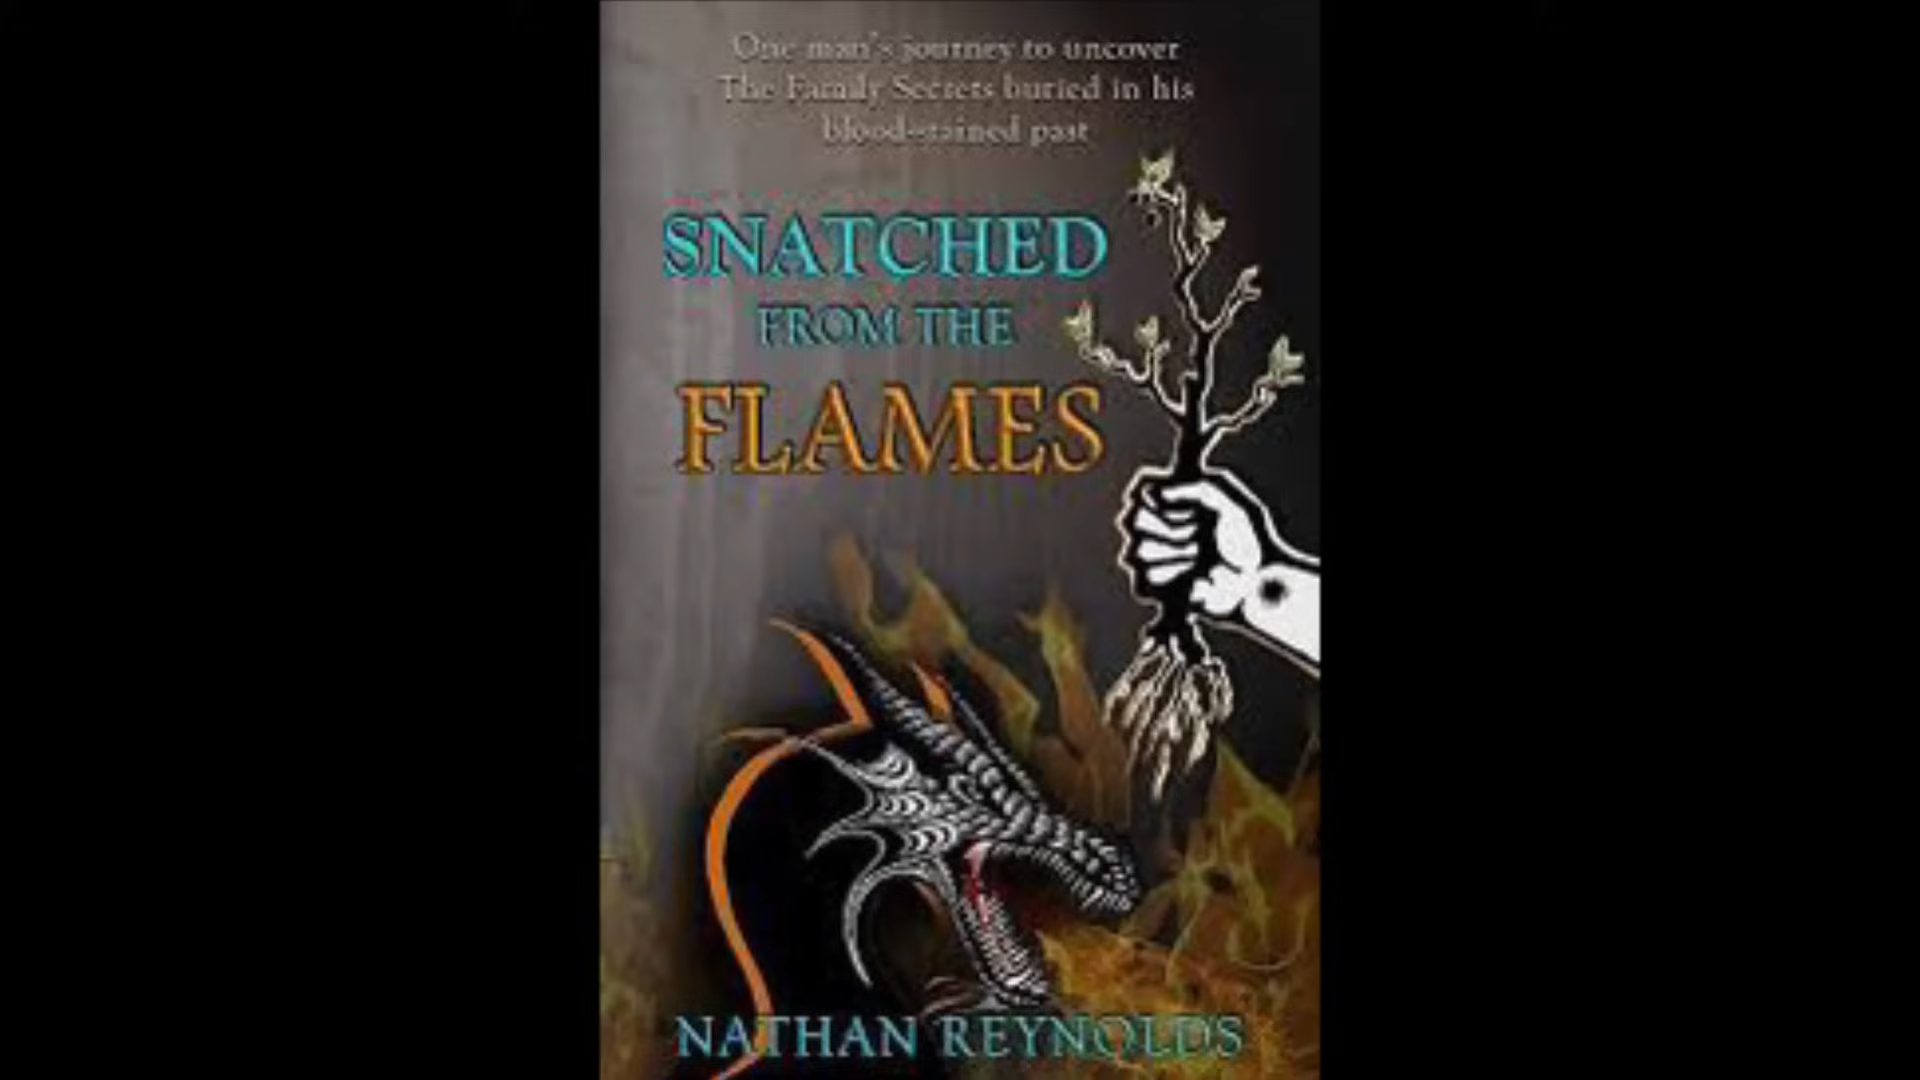 One man's journey to uncover
The Family Secrets buried in his
blood-stained past
SNATCHED
FROM THE
FLAMES
NATHAN REYNOLDS